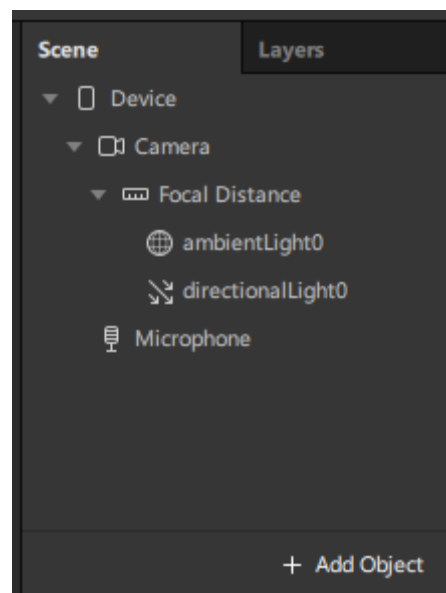 Scene Layers
Device
Camera
Focal Distance
ambientLight0
directionalLight0
Microphone
+ Add Object